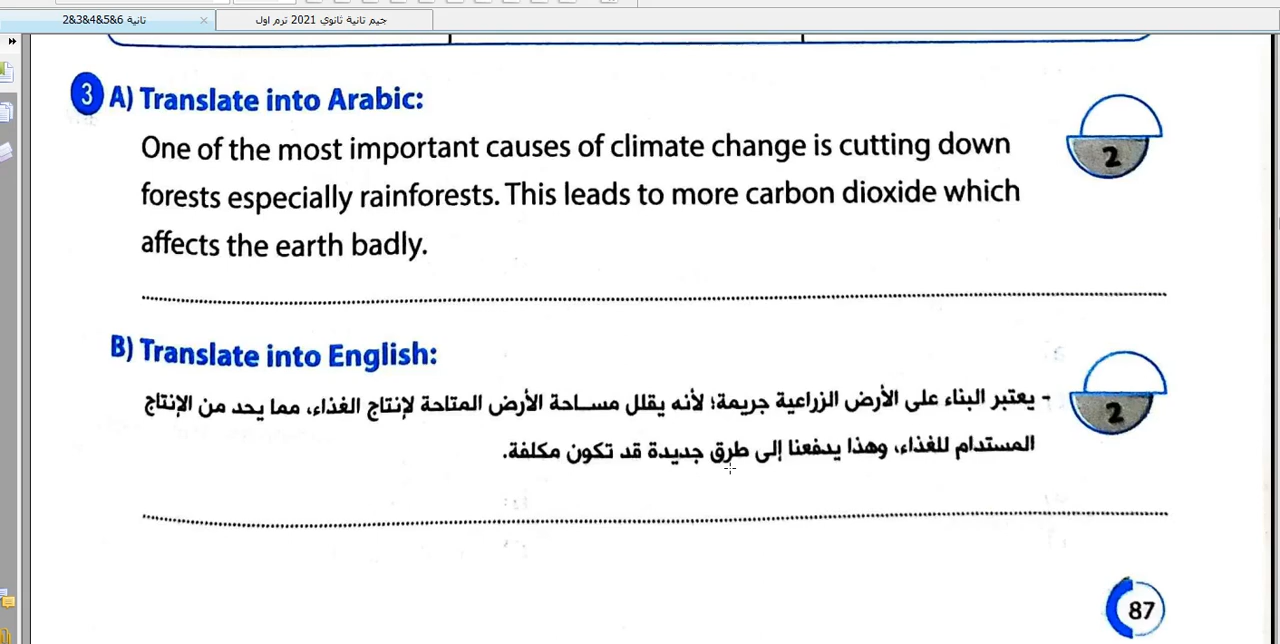 ثانية 2&3&4&5&6
جيم ثانية ثانوي 2021 ترم اول
3 A) Translate into Arabic:
One of the most important causes of climate change is cutting down
forests especially rainforests. This leads to more carbon dioxide which
affects the earth badly.
2
B) Translate into English:
- يعتبر البناء على الأرض الزراعية جريمة؛ لأنه يقلل مساحة الأرض المتاحة لإنتاج الغذاء، مما يحد من الإنتاج
المستدام للغذاء، وهذا يدفعنا إلى طرق جديدة قد تكون مكلفة.
2
87